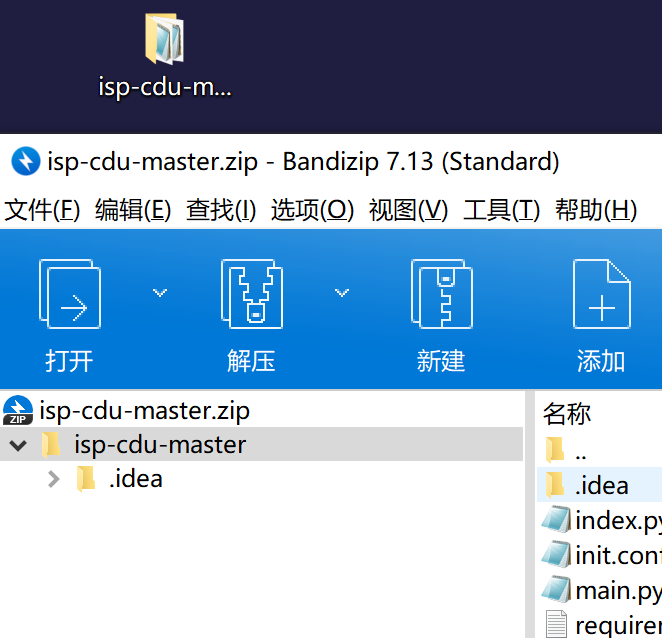 isp-cdu-m...
isp-cdu-master.zip - Bandizip 7.13 (Standard)
文件(F) 编辑(E) 查找(I) 选项(O) 视图(V) 工具(T) 帮助(H)
打开 解压 新建 添加
ZIP isp-cdu-master.zip
isp-cdu-master
.idea
名称
..
.idea
index.py
init.conf
main.py
requirem